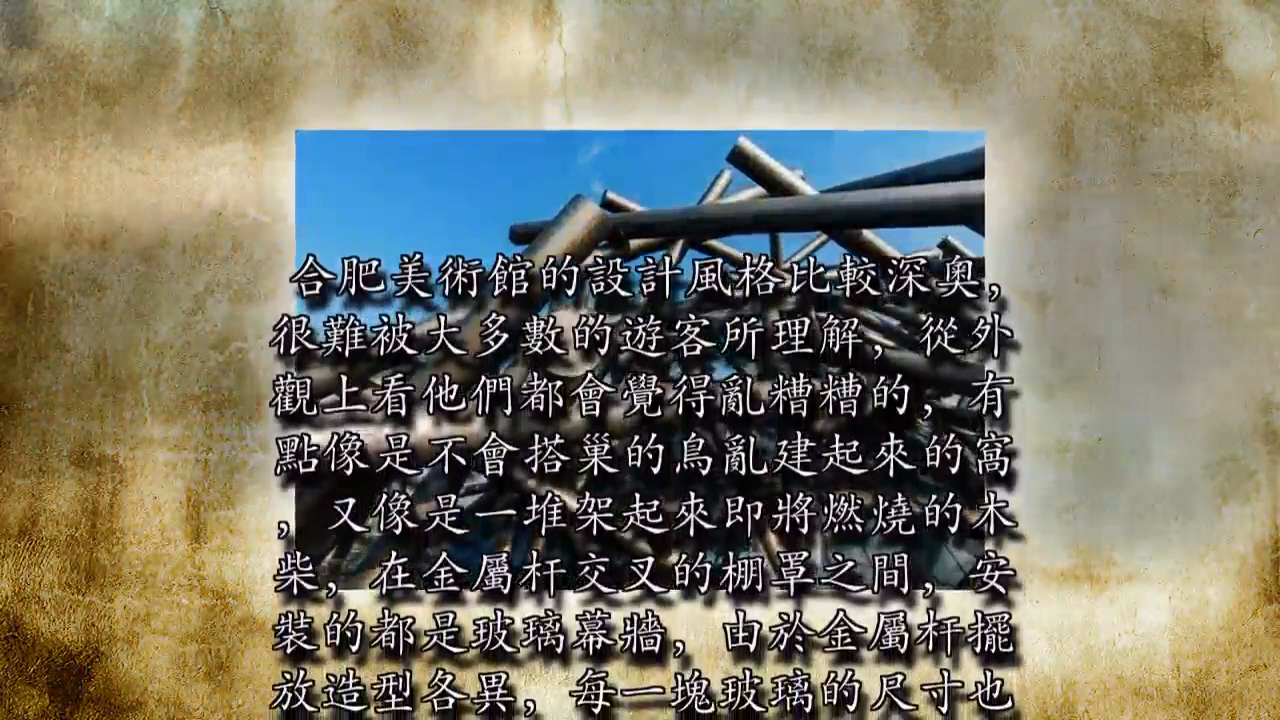 合肥美術館的設計風格比較深奧，
很難被大多數的遊客所理解，從外
觀上看他們都會覺得亂糟糟的，有
點像是不會搭巢的鳥亂建起來的窩
，又像是一堆架起來即將燃燒的木
柴，在金屬杆交叉的棚罩之間，安
裝的都是玻璃幕牆，由於金屬杆擺
放造型各異，每一塊玻璃的尺寸也